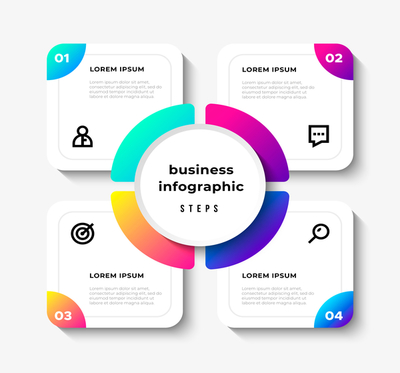 01
LOREM IPSUM
Lorem ipsum dolor sit amet,
consectetur adipiscing elit, sed do
eiusmod tempor incididunt ut
labore et dolore magna aliqua.
02
LOREM IPSUM
Lorem ipsum dolor sit amet,
consectetur adipiscing elit, sed do
eiusmod tempor incididunt ut
labore et dolore magna aliqua.
business
infographic
STEPS
03
LOREM IPSUM
Lorem ipsum dolor sit amet,
consectetur adipiscing elit, sed do
eiusmod tempor incididunt ut
labore et dolore magna aliqua.
04
LOREM IPSUM
Lorem ipsum dolor sit amet,
consectetur adipiscing elit, sed do
eiusmod tempor incididunt ut
labore et dolore magna aliqua.